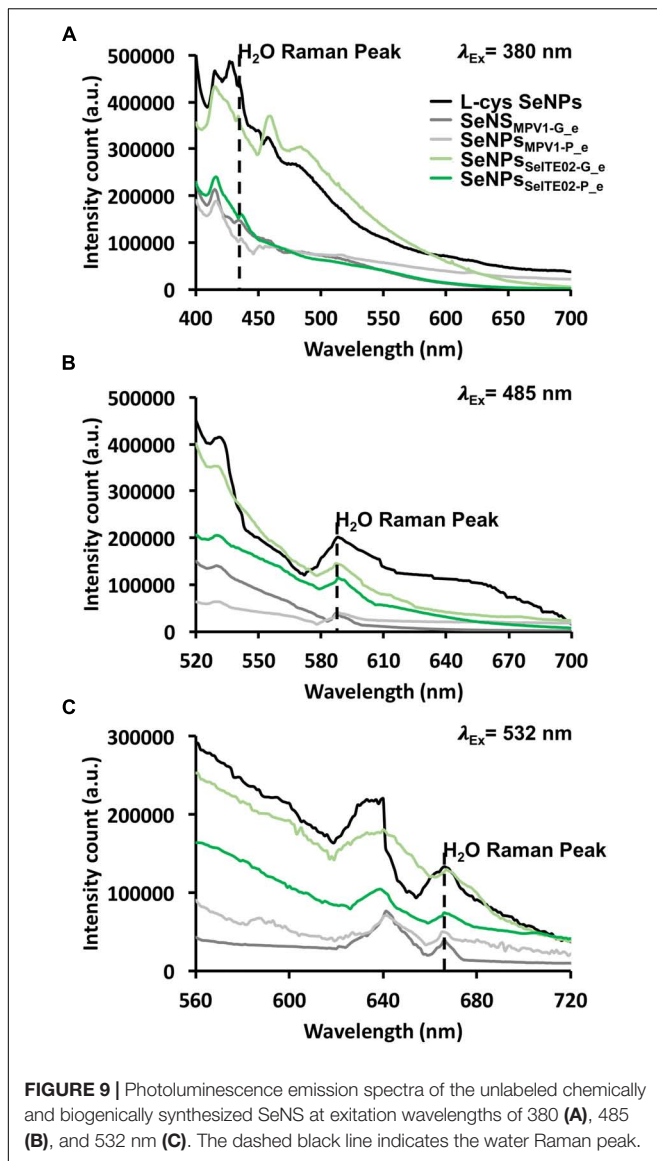 A
500000
400000
300000
200000
100000
0
Intensity count (a.u.)
H₂O Raman Peak
λEx= 380 nm
L-cys SeNPs
SeNSMPV1-G_e
SeNPsMPV1-P_e
SeNPsSelTE02-G_e
SeNPsSelTE02-P_e
400 450 500 550 600 650 700
Wavelength (nm)
B
500000
400000
300000
200000
100000
0
Intensity count (a.u.)
λEx= 485 nm
H₂O Raman Peak
520 550 580 610 640 670 700
Wavelength (nm)
C
300000
200000
100000
0
Intensity count (a.u.)
λEx= 532 nm
H₂O Raman Peak
560 600 640 680 720
Wavelength (nm)
FIGURE 9 | Photoluminescence emission spectra of the unlabeled chemically
and biogenically synthesized SeNS at exitation wavelengths of 380 (A), 485
(B), and 532 nm (C). The dashed black line indicates the water Raman peak.